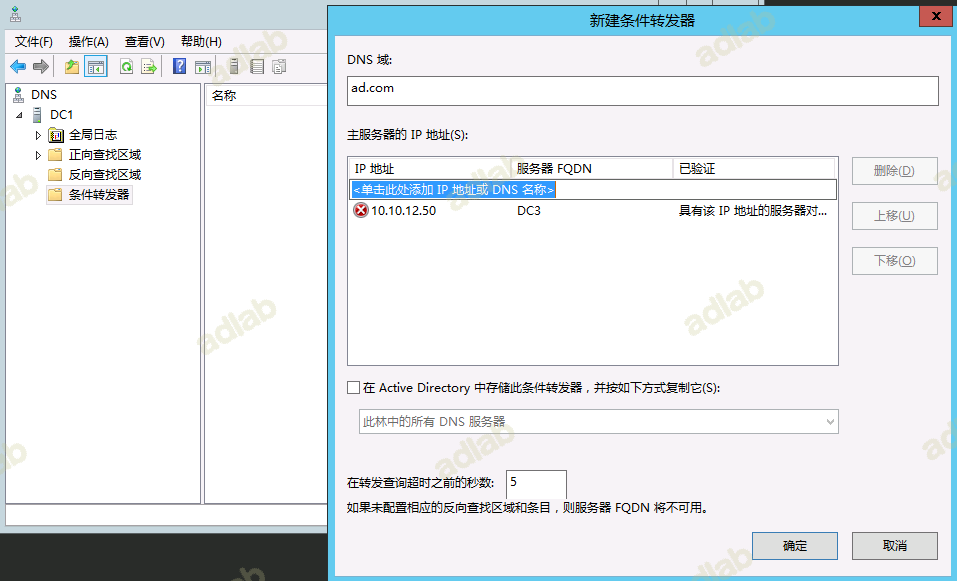 文件(F) 操作(A) 查看(V) 帮助(H)
DNS
DC1
全局日志
正向查找区域
反向查找区域
条件转发器
名称
新建条件转发器
DNS 域:
ad.com
主服务器的 IP 地址(S):
IP 地址 服务器 FQDN 已验证
<单击此处添加 IP 地址或 DNS 名称>
10.10.12.50 DC3 具有该 IP 地址的服务器对...
删除(D)
上移(U)
下移(O)
在 Active Directory 中存储此条件转发器，并按如下方式复制它(S):
此林中的所有 DNS 服务器
在转发查询超时之前的秒数: 5
如果未配置相应的反向查找区域和条目，则服务器 FQDN 将不可用。
确定 取消
adlab
adlab
adlab
adlab
adlab
adlab
adlab